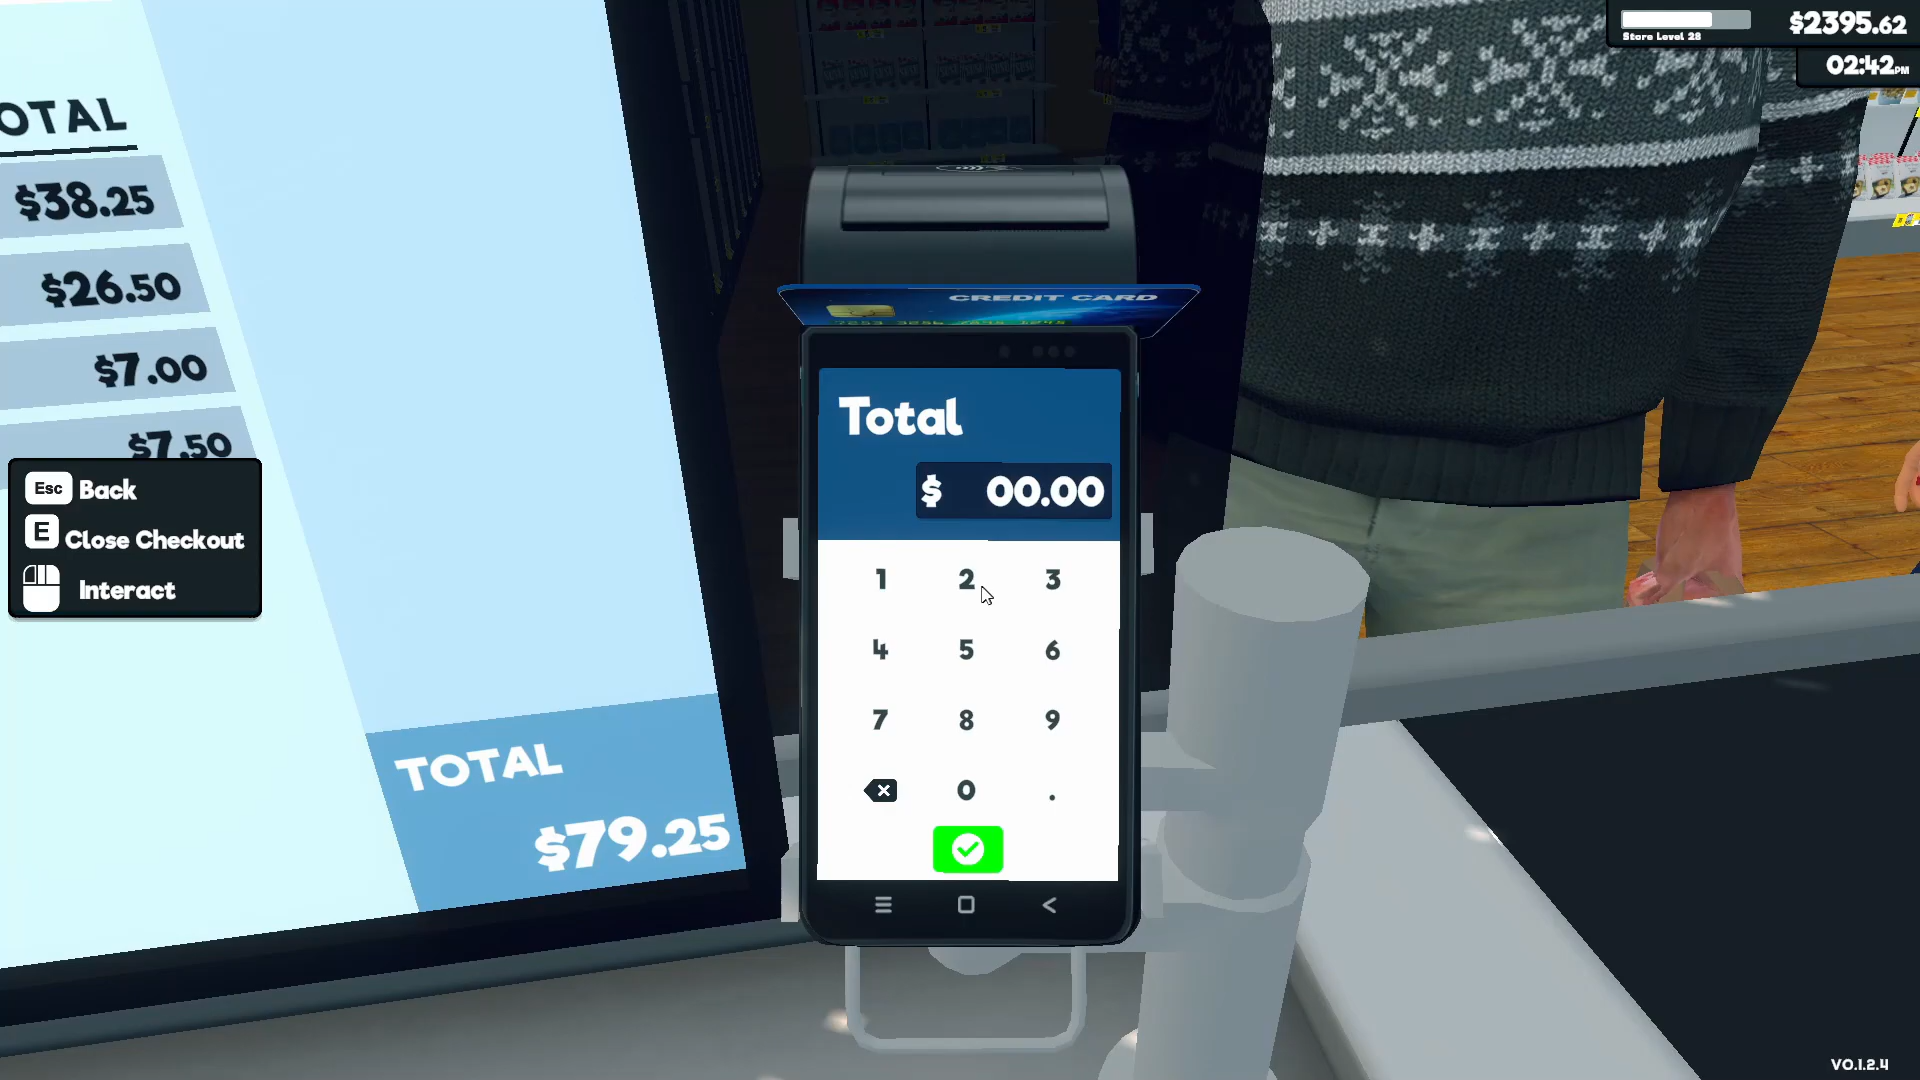 OTAL
$38.25
$26.50
$7.00
$7.50
Esc Back
E Close Checkout
Interact
TOTAL
$79.25
CREDIT CARD
Total
$ 00.00
1 2 3
4 5 6
7 8 9
0 .
Store Level 28
$2395.62
02:42PM
V0.1.2.4